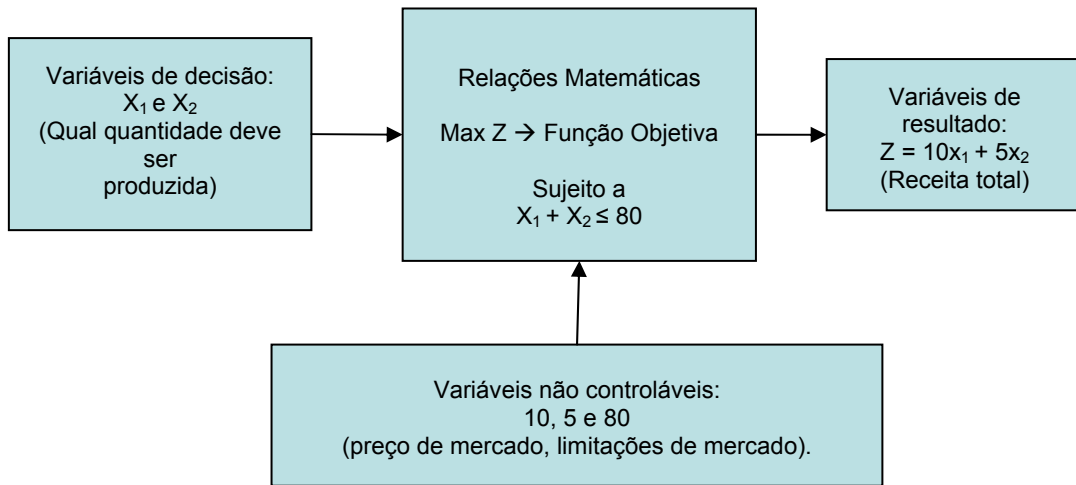 Variáveis de decisão:
X₁ e X₂
(Qual quantidade deve
ser
produzida)
Relações Matemáticas
Max Z → Função Objetiva
Sujeito a
X₁ + X₂ ≤ 80
Variáveis de
resultado:
Z = 10x₁ + 5x₂
(Receita total)
Variáveis não controláveis:
10, 5 e 80
(preço de mercado, limitações de mercado).